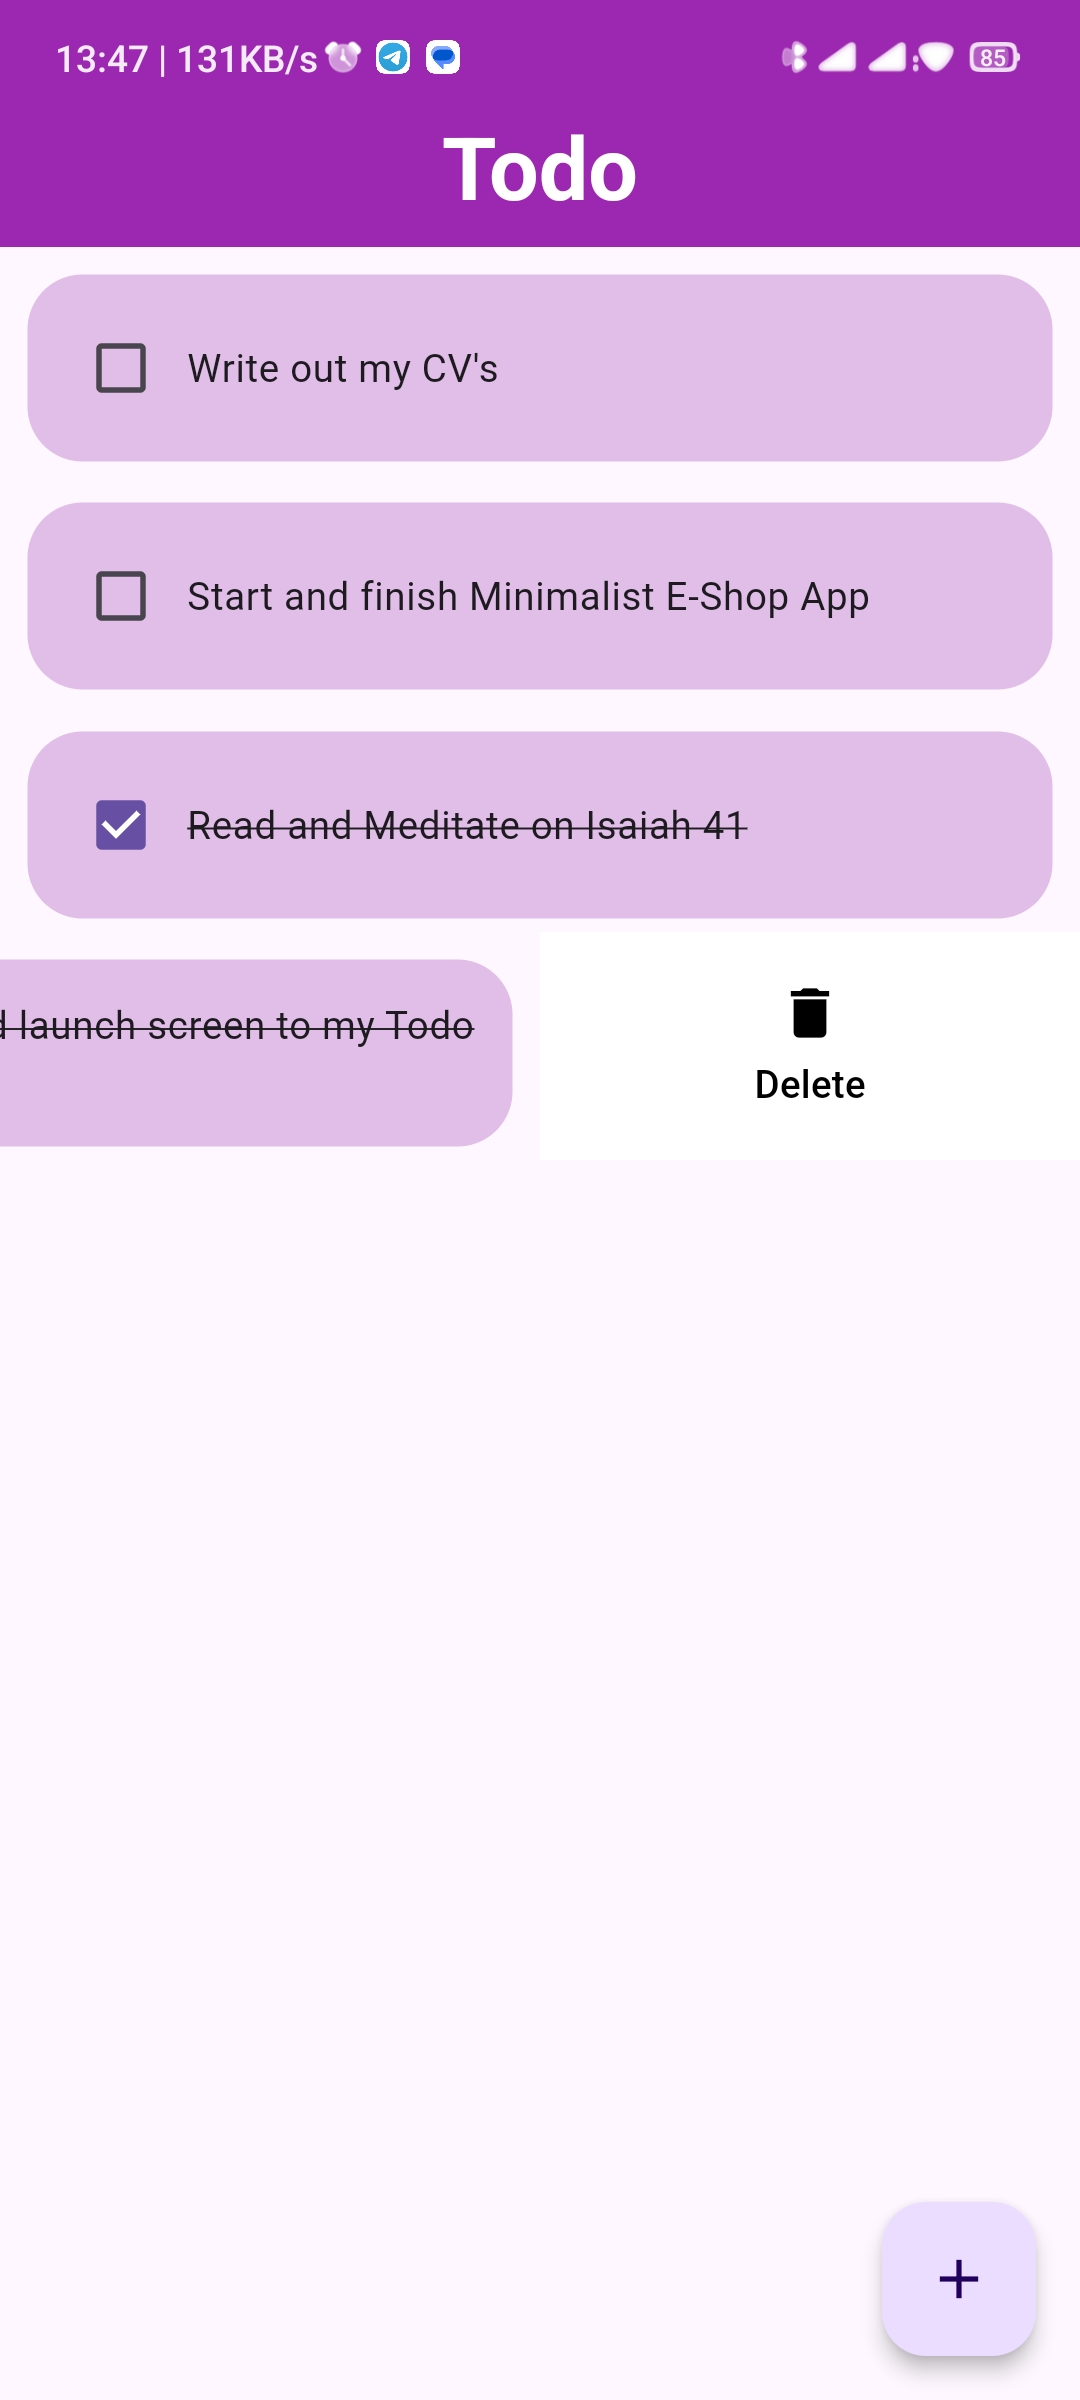 13:47 | 131KB/s
85
Todo
Write out my CV's
Start and finish Minimalist E-Shop App
Read and Meditate on Isaiah 41
launch screen to my Todo
Delete